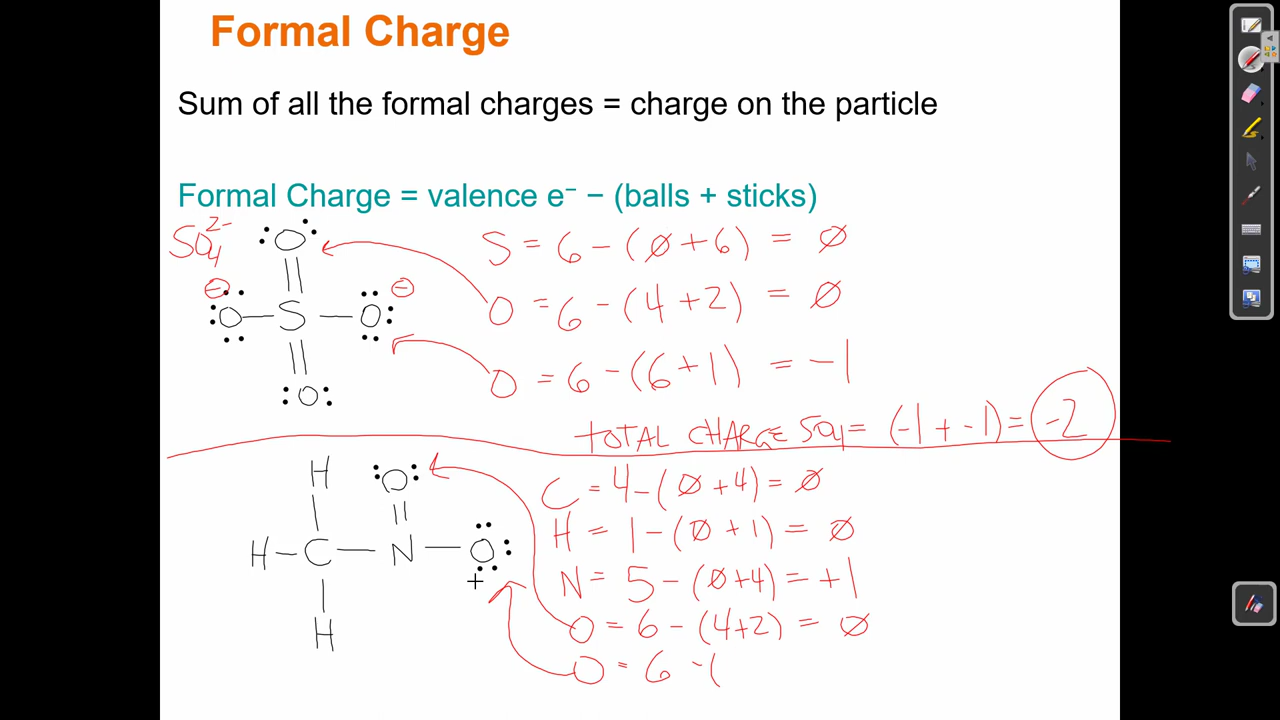 Formal Charge
Sum of all the formal charges = charge on the particle
Formal Charge = valence e⁻ − (balls + sticks)
SO₄²⁻
O
⊖ ⊖
O S O
O
S = 6 − (∅ + 6) = ∅
O = 6 − (4 + 2) = ∅
O = 6 − (6 + 1) = −1
TOTAL CHARGE SO₄ = (−1 + −1) = −2
H O
H − C − N − O
+
H
C = 4 − (∅ + 4) = ∅
H = 1 − (∅ + 1) = ∅
N = 5 − (∅ + 4) = +1
O = 6 − (4 + 2) = ∅
O = 6 − (